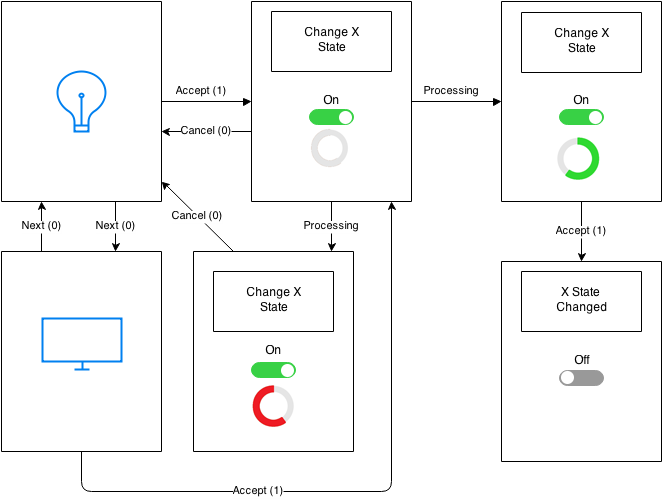 Change X
State
On
Accept (1)
Cancel (0)
Processing
Change X
State
On
Next (0)
Next (0)
Cancel (0)
Processing
Accept (1)
Change X
State
On
X State
Changed
Off
Accept (1)